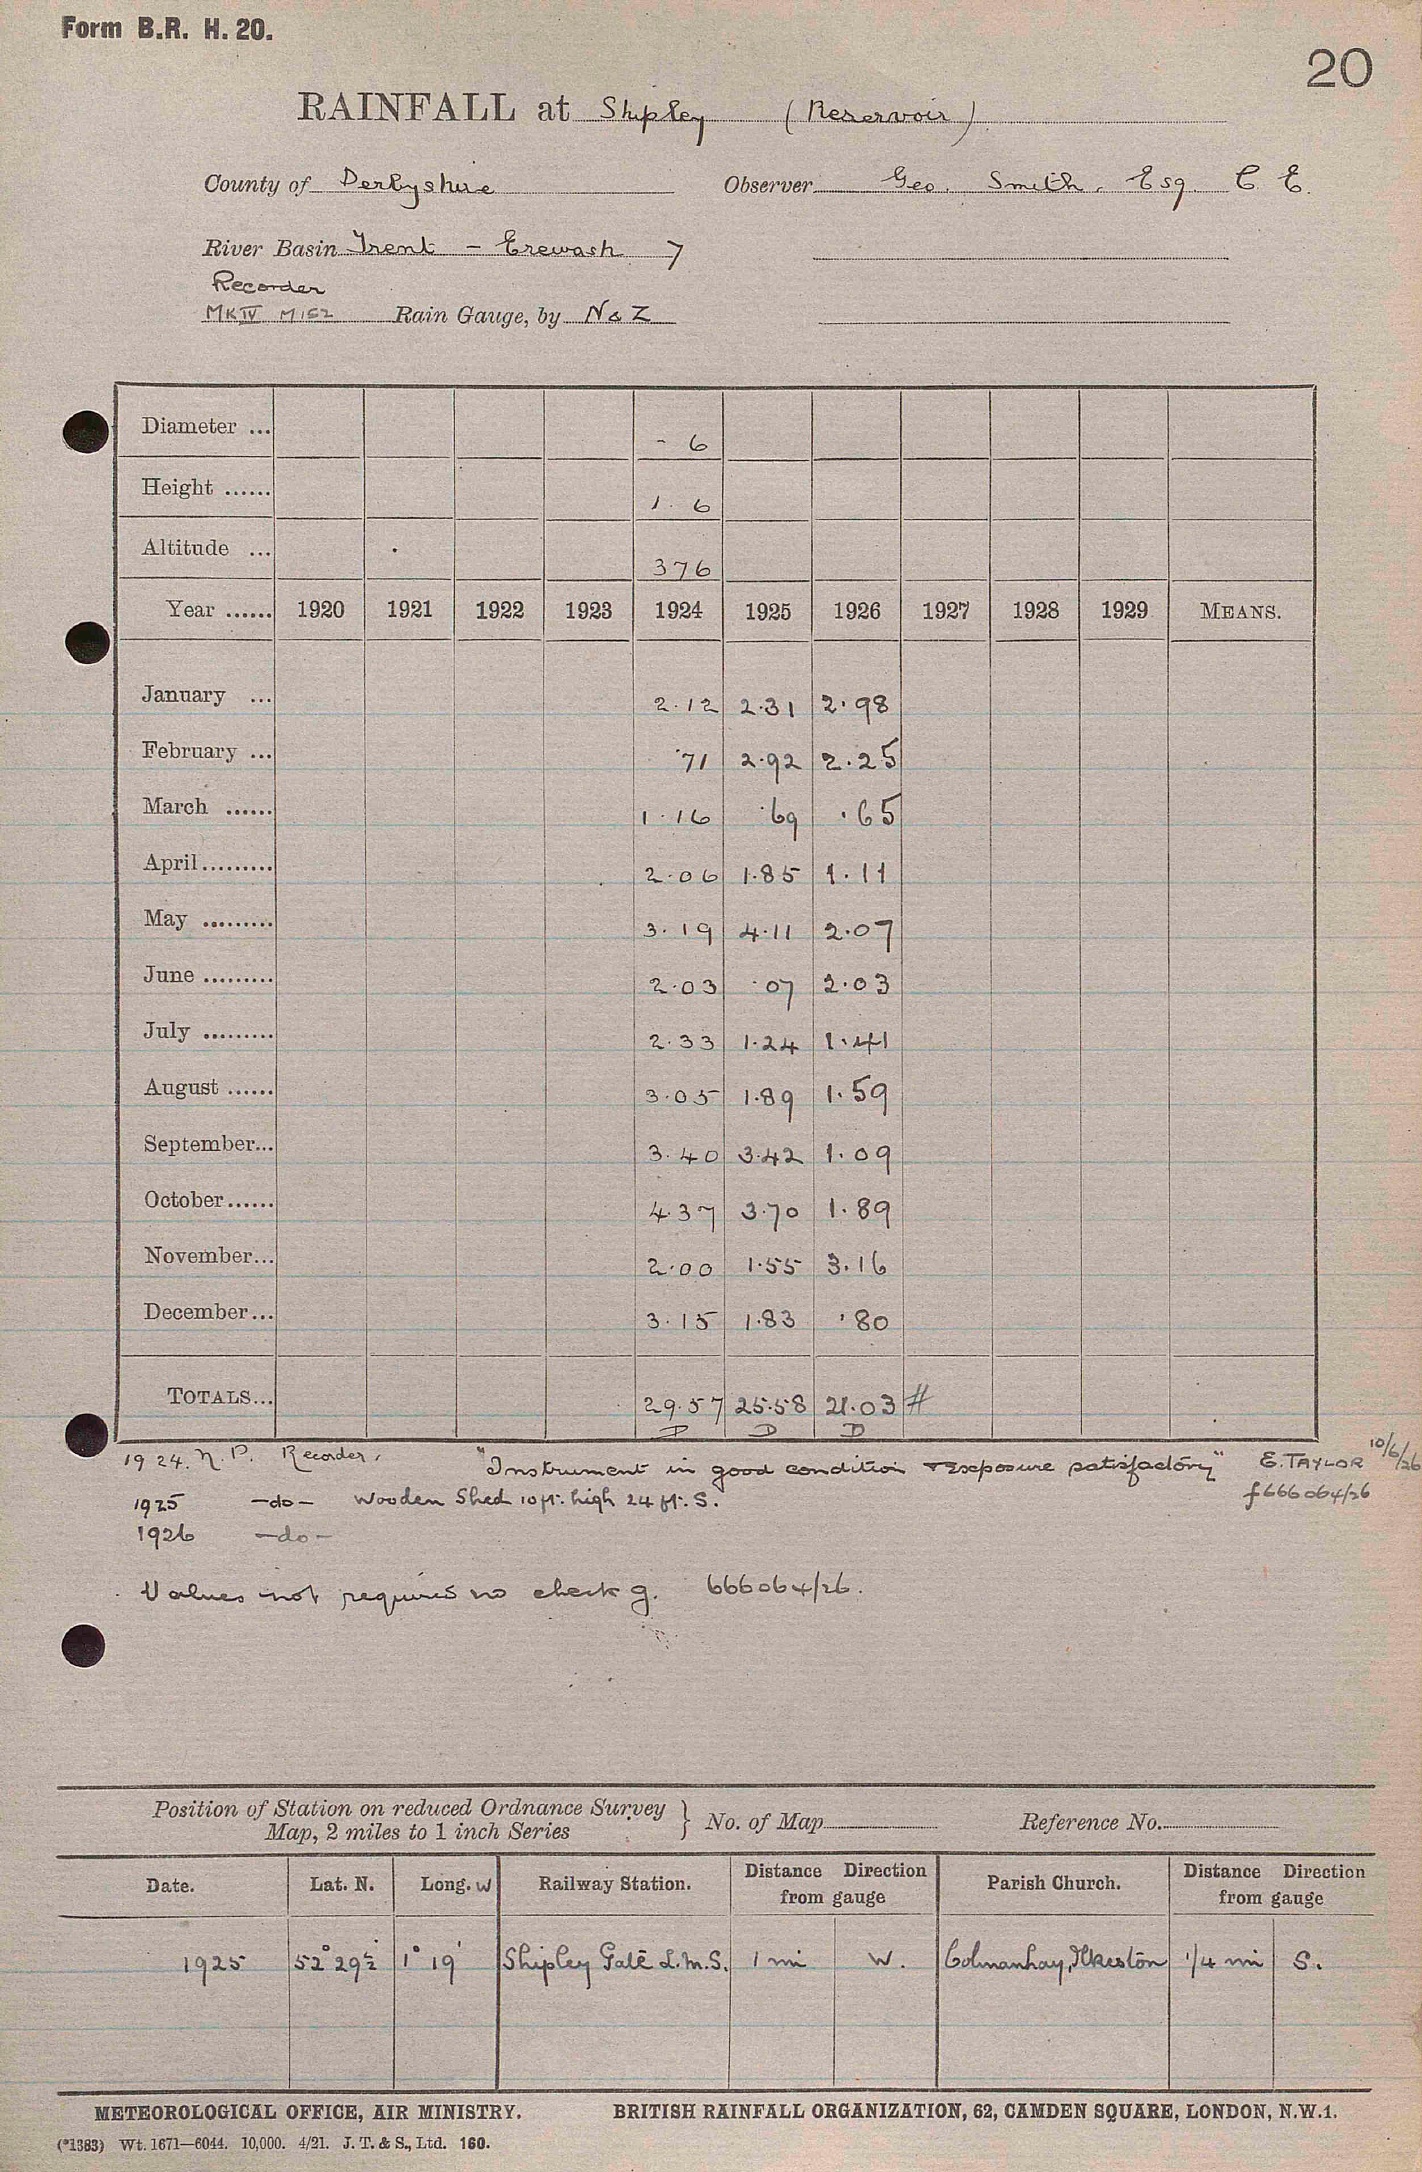 Form B.R. H. 20.
20
RAINFALL at Shipley (Reservoir)
County of Derbyshire Observer Geo. Smith, Esq. C. E.
River Basin Trent - Erewash 7
Recorder
MK IV M152 Rain Gauge, by N & Z
Diameter ... - 6
Height ...... 1. 6
Altitude ... 376
Year ...... 1920 1921 1922 1923 1924 1925 1926 1927 1928 1929 MEANS.
January ... 2.12 2.31 2.98
February ... .71 2.92 2.25
March ...... 1.16 .69 .65
April......... 2.06 1.85 1.11
May ......... 3.19 4.11 2.07
June ......... 2.03 .07 2.03
July ......... 2.33 1.24 1.41
August ...... 3.05 1.89 1.59
September... 3.40 3.42 1.09
October...... 4.37 3.70 1.89
November... 2.00 1.55 3.16
December... 3.15 1.83 .80
TOTALS... 29.57 25.58 21.03 #
D D D
1924. N. P. Recorder, "Instrument in good condition & exposure satisfactory" E. TAYLOR 10/6/26
1925 -do- Wooden Shed 10 ft. high 24 ft. S. f 666064/26
1926 -do-
Values not required no check g. 666064/26.
Position of Station on reduced Ordnance Survey Map, 2 miles to 1 inch Series } No. of Map Reference No.
Date. Lat. N. Long. W Railway Station. Distance Direction from gauge Parish Church. Distance Direction from gauge
1925 52° 29½' 1° 19' Shipley Gate L.M.S. 1 mi W. Cotmanhay, Ilkeston 1/4 mi S.
METEOROLOGICAL OFFICE, AIR MINISTRY. BRITISH RAINFALL ORGANIZATION, 62, CAMDEN SQUARE, LONDON, N.W.1.
(*1383) Wt. 1671—6044. 10,000. 4/21. J. T. & S., Ltd. 160.